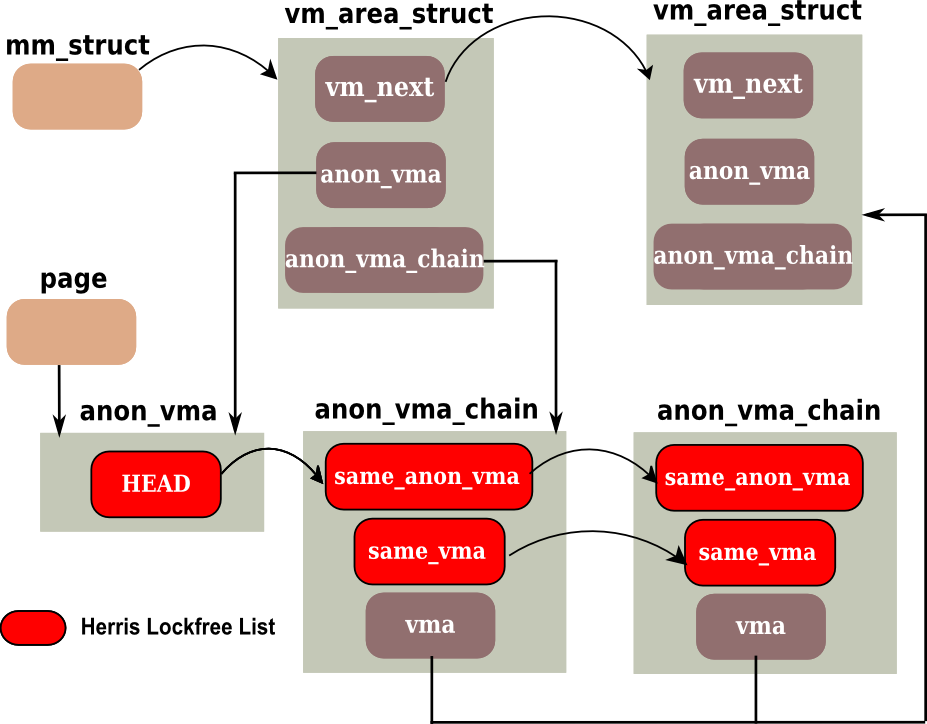 vm_area_struct
vm_area_struct
mm_struct
vm_next
vm_next
anon_vma
anon_vma
anon_vma_chain
anon_vma_chain
page
anon_vma
anon_vma_chain
anon_vma_chain
HEAD
same_anon_vma
same_anon_vma
same_vma
same_vma
vma
vma
Herris Lockfree List